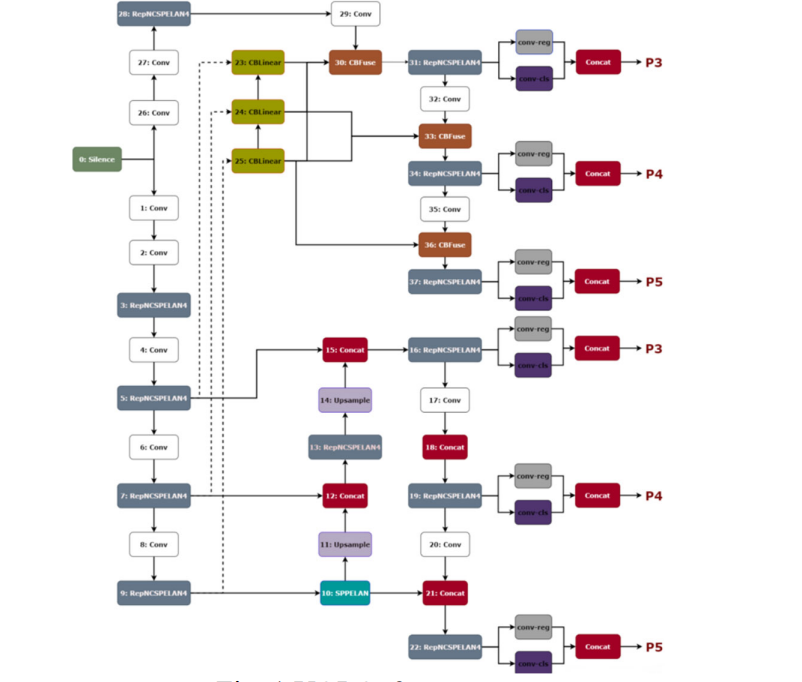 28: RepNCSPELAN4
29: Conv
27: Conv
23: CBLinear
30: CBFuse
31: RepNCSPELAN4
conv-reg
conv-cls
Concat
P3
32: Conv
26: Conv
24: CBLinear
33: CBFuse
0: Silence
25: CBLinear
34: RepNCSPELAN4
conv-reg
conv-cls
Concat
P4
1: Conv
35: Conv
2: Conv
36: CBFuse
37: RepNCSPELAN4
conv-reg
conv-cls
Concat
P5
3: RepNCSPELAN4
4: Conv
15: Concat
16: RepNCSPELAN4
conv-reg
conv-cls
Concat
P3
5: RepNCSPELAN4
14: Upsample
17: Conv
6: Conv
13: RepNCSPELAN4
18: Concat
7: RepNCSPELAN4
12: Concat
19: RepNCSPELAN4
conv-reg
conv-cls
Concat
P4
8: Conv
11: Upsample
20: Conv
9: RepNCSPELAN4
10: SPPELAN
21: Concat
22: RepNCSPELAN4
conv-reg
conv-cls
Concat
P5